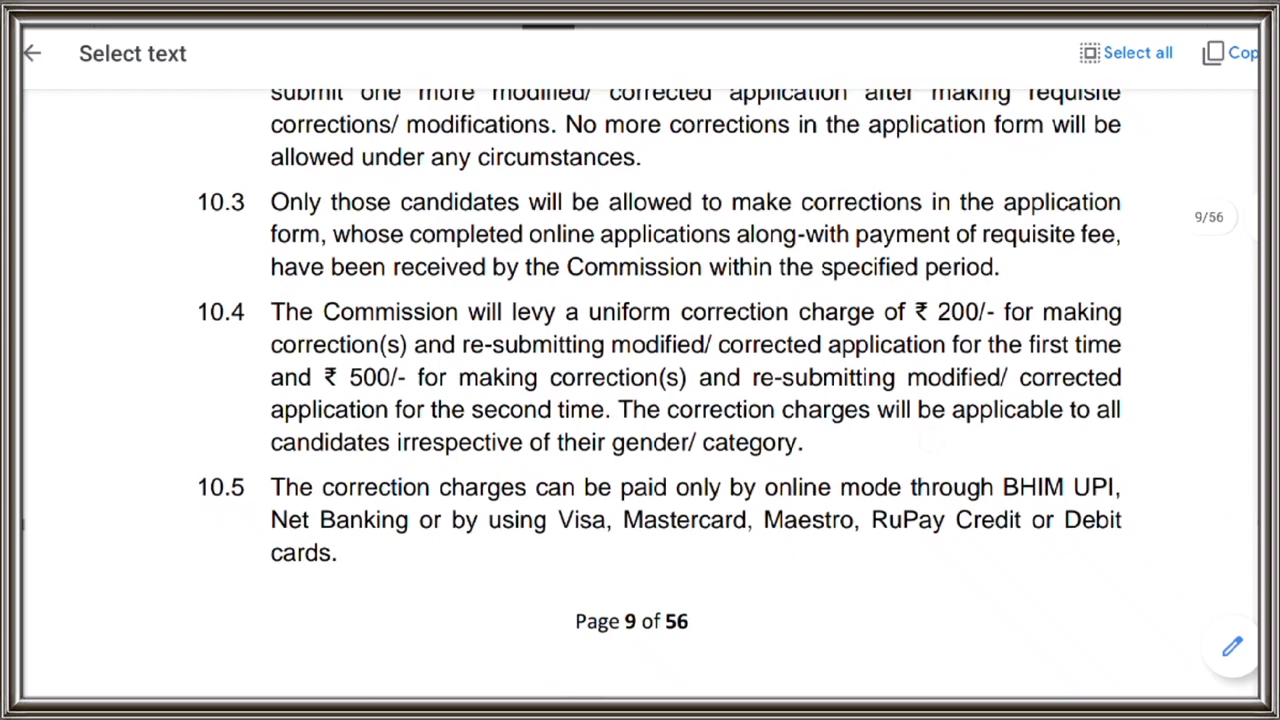 Select text
Select all
Cop
submit one more modified/ corrected application after making requisite
corrections/ modifications. No more corrections in the application form will be
allowed under any circumstances.
10.3 Only those candidates will be allowed to make corrections in the application
form, whose completed online applications along-with payment of requisite fee,
have been received by the Commission within the specified period.
9/56
10.4 The Commission will levy a uniform correction charge of ₹ 200/- for making
correction(s) and re-submitting modified/ corrected application for the first time
and ₹ 500/- for making correction(s) and re-submitting modified/ corrected
application for the second time. The correction charges will be applicable to all
candidates irrespective of their gender/ category.
10.5 The correction charges can be paid only by online mode through BHIM UPI,
Net Banking or by using Visa, Mastercard, Maestro, RuPay Credit or Debit
cards.
Page 9 of 56